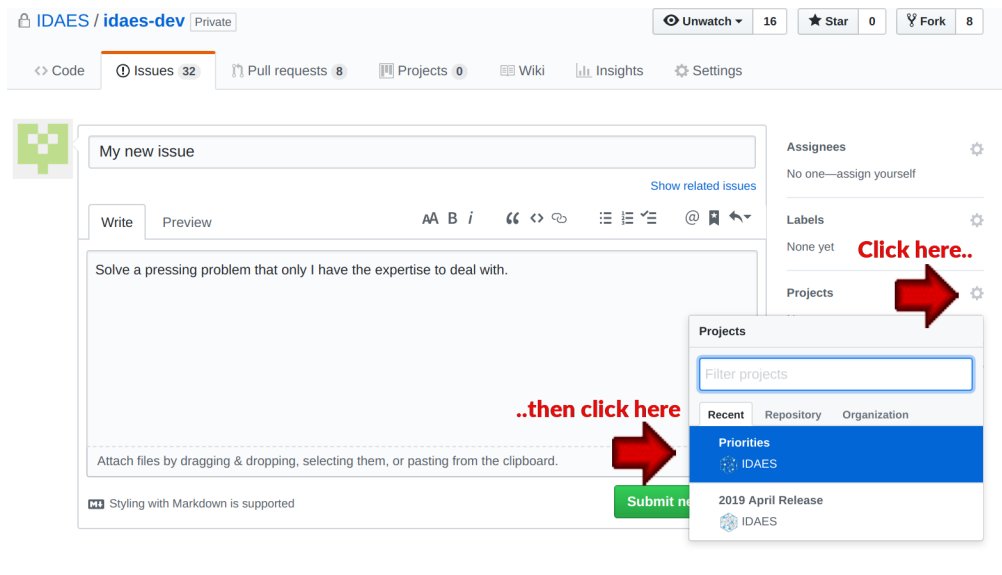 IDAES / idaes-dev Private
Unwatch 16 Star 0 Fork 8
Code Issues 32 Pull requests 8 Projects 0 Wiki Insights Settings
My new issue
Show related issues
Write Preview AA B i
Solve a pressing problem that only I have the expertise to deal with.
Attach files by dragging & dropping, selecting them, or pasting from the clipboard.
Styling with Markdown is supported
Submit
Assignees
No one—assign yourself
Labels
None yet
Click here..
Projects
..then click here
Projects
Filter projects
Recent Repository Organization
Priorities
IDAES
2019 April Release
IDAES